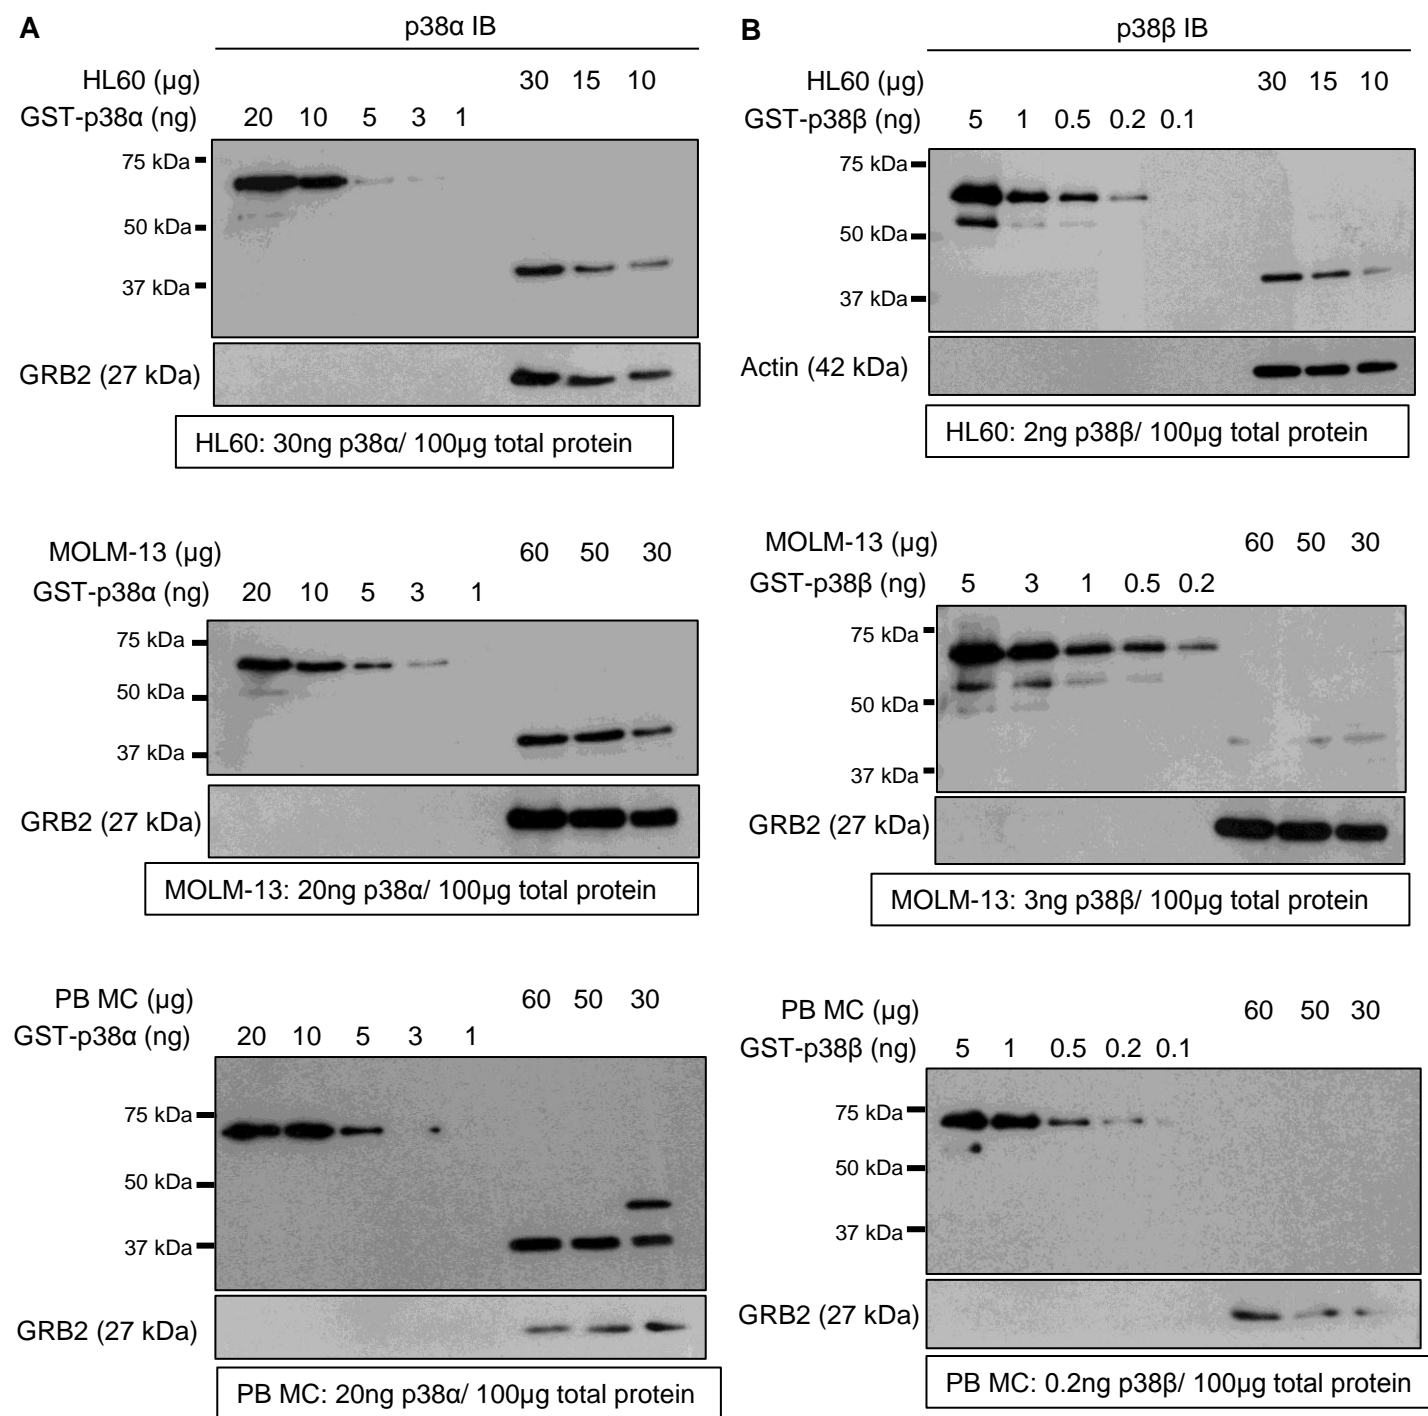 A
p38α IB
HL60 (µg) 30 15 10
GST-p38α (ng) 20 10 5 3 1
75 kDa
50 kDa
37 kDa
GRB2 (27 kDa)
HL60: 30ng p38α/ 100µg total protein
MOLM-13 (µg) 60 50 30
GST-p38α (ng) 20 10 5 3 1
75 kDa
50 kDa
37 kDa
GRB2 (27 kDa)
MOLM-13: 20ng p38α/ 100µg total protein
PB MC (µg) 60 50 30
GST-p38α (ng) 20 10 5 3 1
75 kDa
50 kDa
37 kDa
GRB2 (27 kDa)
PB MC: 20ng p38α/ 100µg total protein
B
p38β IB
HL60 (µg) 30 15 10
GST-p38β (ng) 5 1 0.5 0.2 0.1
75 kDa
50 kDa
37 kDa
Actin (42 kDa)
HL60: 2ng p38β/ 100µg total protein
MOLM-13 (µg) 60 50 30
GST-p38β (ng) 5 3 1 0.5 0.2
75 kDa
50 kDa
37 kDa
GRB2 (27 kDa)
MOLM-13: 3ng p38β/ 100µg total protein
PB MC (µg) 60 50 30
GST-p38β (ng) 5 1 0.5 0.2 0.1
75 kDa
50 kDa
37 kDa
GRB2 (27 kDa)
PB MC: 0.2ng p38β/ 100µg total protein